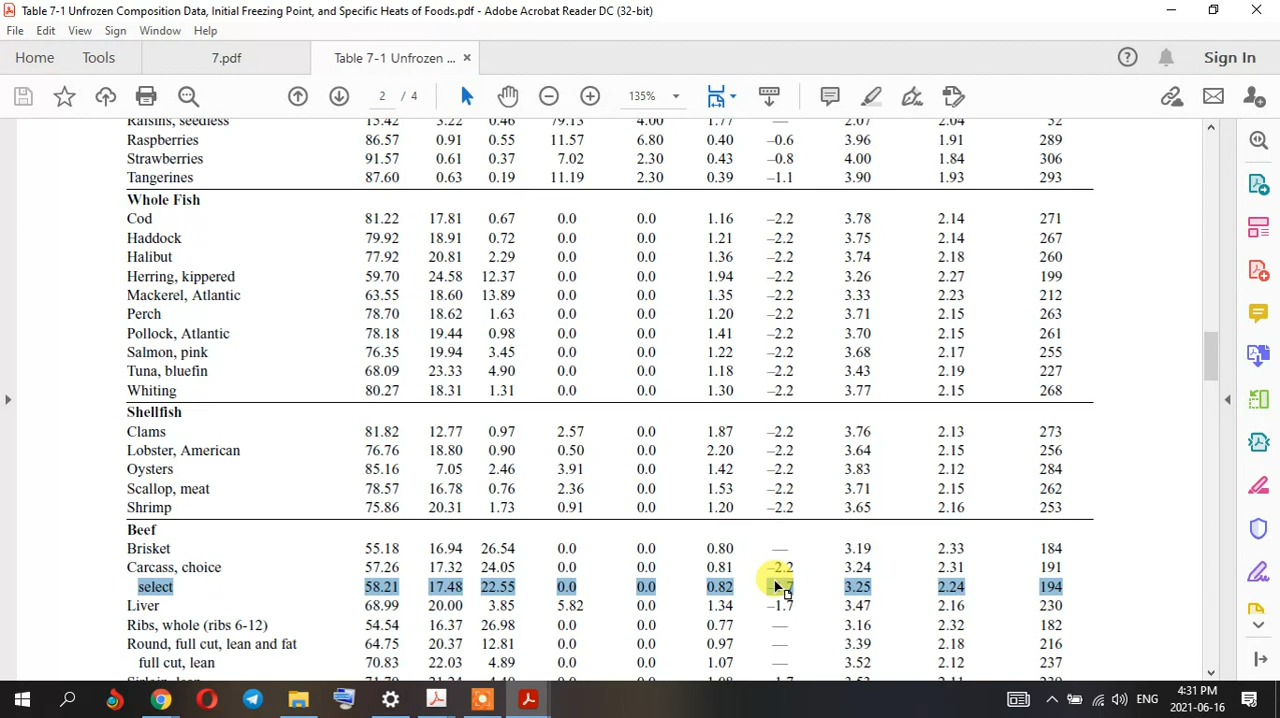 Table 7-1 Unfrozen Composition Data, Initial Freezing Point, and Specific Heats of Foods.pdf - Adobe Acrobat Reader DC (32-bit)
File Edit View Sign Window Help
Home Tools 7.pdf Table 7-1 Unfrozen ... × Sign In
2 / 4 135%
Raisins, seedless 15.42 3.22 0.46 79.13 4.00 1.77 — 2.07 2.04 52
Raspberries 86.57 0.91 0.55 11.57 6.80 0.40 –0.6 3.96 1.91 289
Strawberries 91.57 0.61 0.37 7.02 2.30 0.43 –0.8 4.00 1.84 306
Tangerines 87.60 0.63 0.19 11.19 2.30 0.39 –1.1 3.90 1.93 293
Whole Fish
Cod 81.22 17.81 0.67 0.0 0.0 1.16 –2.2 3.78 2.14 271
Haddock 79.92 18.91 0.72 0.0 0.0 1.21 –2.2 3.75 2.14 267
Halibut 77.92 20.81 2.29 0.0 0.0 1.36 –2.2 3.74 2.18 260
Herring, kippered 59.70 24.58 12.37 0.0 0.0 1.94 –2.2 3.26 2.27 199
Mackerel, Atlantic 63.55 18.60 13.89 0.0 0.0 1.35 –2.2 3.33 2.23 212
Perch 78.70 18.62 1.63 0.0 0.0 1.20 –2.2 3.71 2.15 263
Pollock, Atlantic 78.18 19.44 0.98 0.0 0.0 1.41 –2.2 3.70 2.15 261
Salmon, pink 76.35 19.94 3.45 0.0 0.0 1.22 –2.2 3.68 2.17 255
Tuna, bluefin 68.09 23.33 4.90 0.0 0.0 1.18 –2.2 3.43 2.19 227
Whiting 80.27 18.31 1.31 0.0 0.0 1.30 –2.2 3.77 2.15 268
Shellfish
Clams 81.82 12.77 0.97 2.57 0.0 1.87 –2.2 3.76 2.13 273
Lobster, American 76.76 18.80 0.90 0.50 0.0 2.20 –2.2 3.64 2.15 256
Oysters 85.16 7.05 2.46 3.91 0.0 1.42 –2.2 3.83 2.12 284
Scallop, meat 78.57 16.78 0.76 2.36 0.0 1.53 –2.2 3.71 2.15 262
Shrimp 75.86 20.31 1.73 0.91 0.0 1.20 –2.2 3.65 2.16 253
Beef
Brisket 55.18 16.94 26.54 0.0 0.0 0.80 — 3.19 2.33 184
Carcass, choice 57.26 17.32 24.05 0.0 0.0 0.81 –2.2 3.24 2.31 191
select 58.21 17.48 22.55 0.0 0.0 0.82 3.25 2.24 194
Liver 68.99 20.00 3.85 5.82 0.0 1.34 –1.7 3.47 2.16 230
Ribs, whole (ribs 6-12) 54.54 16.37 26.98 0.0 0.0 0.77 — 3.16 2.32 182
Round, full cut, lean and fat 64.75 20.37 12.81 0.0 0.0 0.97 — 3.39 2.18 216
full cut, lean 70.83 22.03 4.89 0.0 0.0 1.07 — 3.52 2.12 237
ENG 4:31 PM
2021-06-16